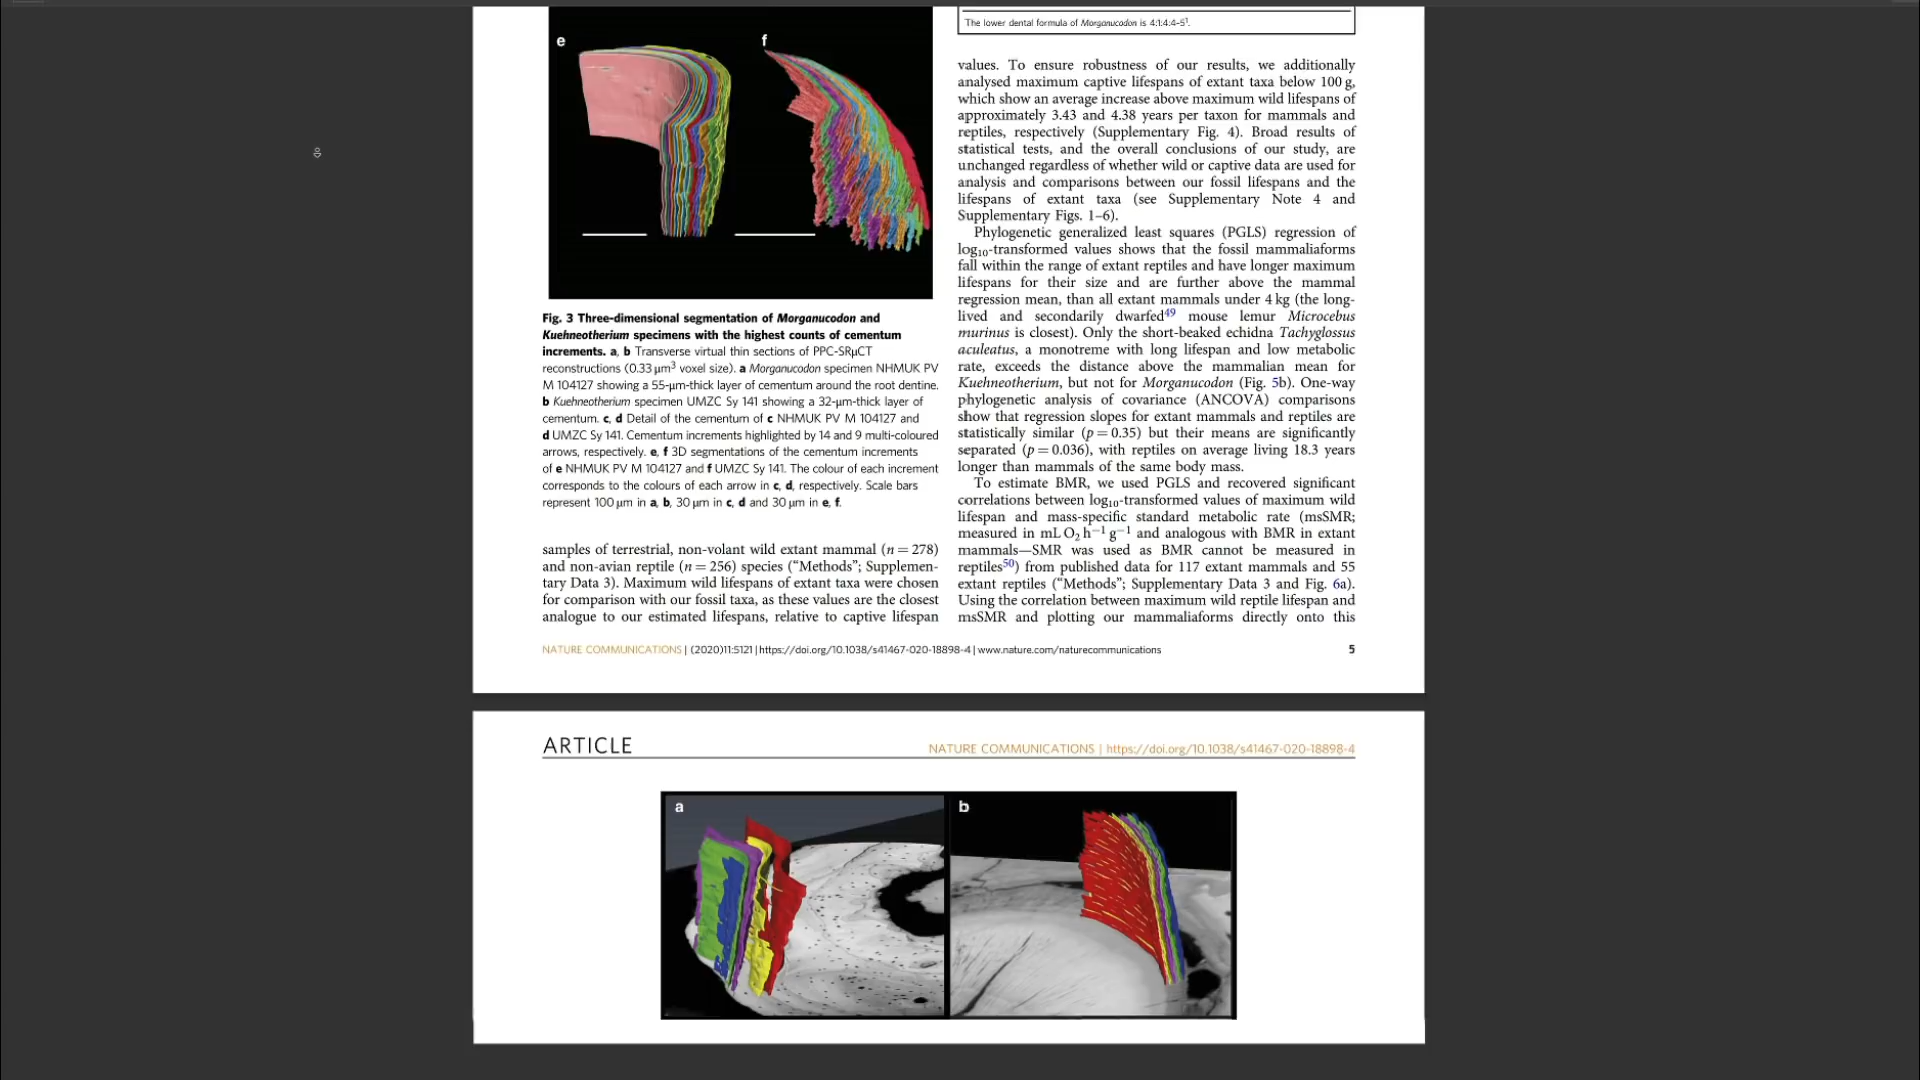 e
f
Fig. 3 Three-dimensional segmentation of Morganucodon and
Kuehneotherium specimens with the highest counts of cementum
increments. a, b Transverse virtual thin sections of PPC-SRµCT
reconstructions (0.33 µm³ voxel size). a Morganucodon specimen NHMUK PV
M 104127 showing a 55-µm-thick layer of cementum around the root dentine.
b Kuehneotherium specimen UMZC Sy 141 showing a 32-µm-thick layer of
cementum. c, d Detail of the cementum of c NHMUK PV M 104127 and
d UMZC Sy 141. Cementum increments highlighted by 14 and 9 multi-coloured
arrows, respectively. e, f 3D segmentations of the cementum increments
of e NHMUK PV M 104127 and f UMZC Sy 141. The colour of each increment
corresponds to the colours of each arrow in c, d, respectively. Scale bars
represent 100 µm in a, b, 30 µm in c, d and 30 µm in e, f.
samples of terrestrial, non-volant wild extant mammal (n = 278)
and non-avian reptile (n = 256) species (“Methods”; Supplemen-
tary Data 3). Maximum wild lifespans of extant taxa were chosen
for comparison with our fossil taxa, as these values are the closest
analogue to our estimated lifespans, relative to captive lifespan
The lower dental formula of Morganucodon is 4:1:4:4-5¹.
values. To ensure robustness of our results, we additionally
analysed maximum captive lifespans of extant taxa below 100 g,
which show an average increase above maximum wild lifespans of
approximately 3.43 and 4.38 years per taxon for mammals and
reptiles, respectively (Supplementary Fig. 4). Broad results of
statistical tests, and the overall conclusions of our study, are
unchanged regardless of whether wild or captive data are used for
analysis and comparisons between our fossil lifespans and the
lifespans of extant taxa (see Supplementary Note 4 and
Supplementary Figs. 1–6).
Phylogenetic generalized least squares (PGLS) regression of
log₁₀-transformed values shows that the fossil mammaliaforms
fall within the range of extant reptiles and have longer maximum
lifespans for their size and are further above the mammal
regression mean, than all extant mammals under 4 kg (the long-
lived and secondarily dwarfed⁴⁹ mouse lemur Microcebus
murinus is closest). Only the short-beaked echidna Tachyglossus
aculeatus, a monotreme with long lifespan and low metabolic
rate, exceeds the distance above the mammalian mean for
Kuehneotherium, but not for Morganucodon (Fig. 5b). One-way
phylogenetic analysis of covariance (ANCOVA) comparisons
show that regression slopes for extant mammals and reptiles are
statistically similar (p = 0.35) but their means are significantly
separated (p = 0.036), with reptiles on average living 18.3 years
longer than mammals of the same body mass.
To estimate BMR, we used PGLS and recovered significant
correlations between log₁₀-transformed values of maximum wild
lifespan and mass-specific standard metabolic rate (msSMR;
measured in mL O₂ h⁻¹ g⁻¹ and analogous with BMR in extant
mammals—SMR was used as BMR cannot be measured in
reptiles⁵⁰) from published data for 117 extant mammals and 55
extant reptiles (“Methods”; Supplementary Data 3 and Fig. 6a).
Using the correlation between maximum wild reptile lifespan and
msSMR and plotting our mammaliaforms directly onto this
NATURE COMMUNICATIONS | (2020)11:5121 | https://doi.org/10.1038/s41467-020-18898-4 | www.nature.com/naturecommunications
5
ARTICLE
NATURE COMMUNICATIONS | https://doi.org/10.1038/s41467-020-18898-4
a
b